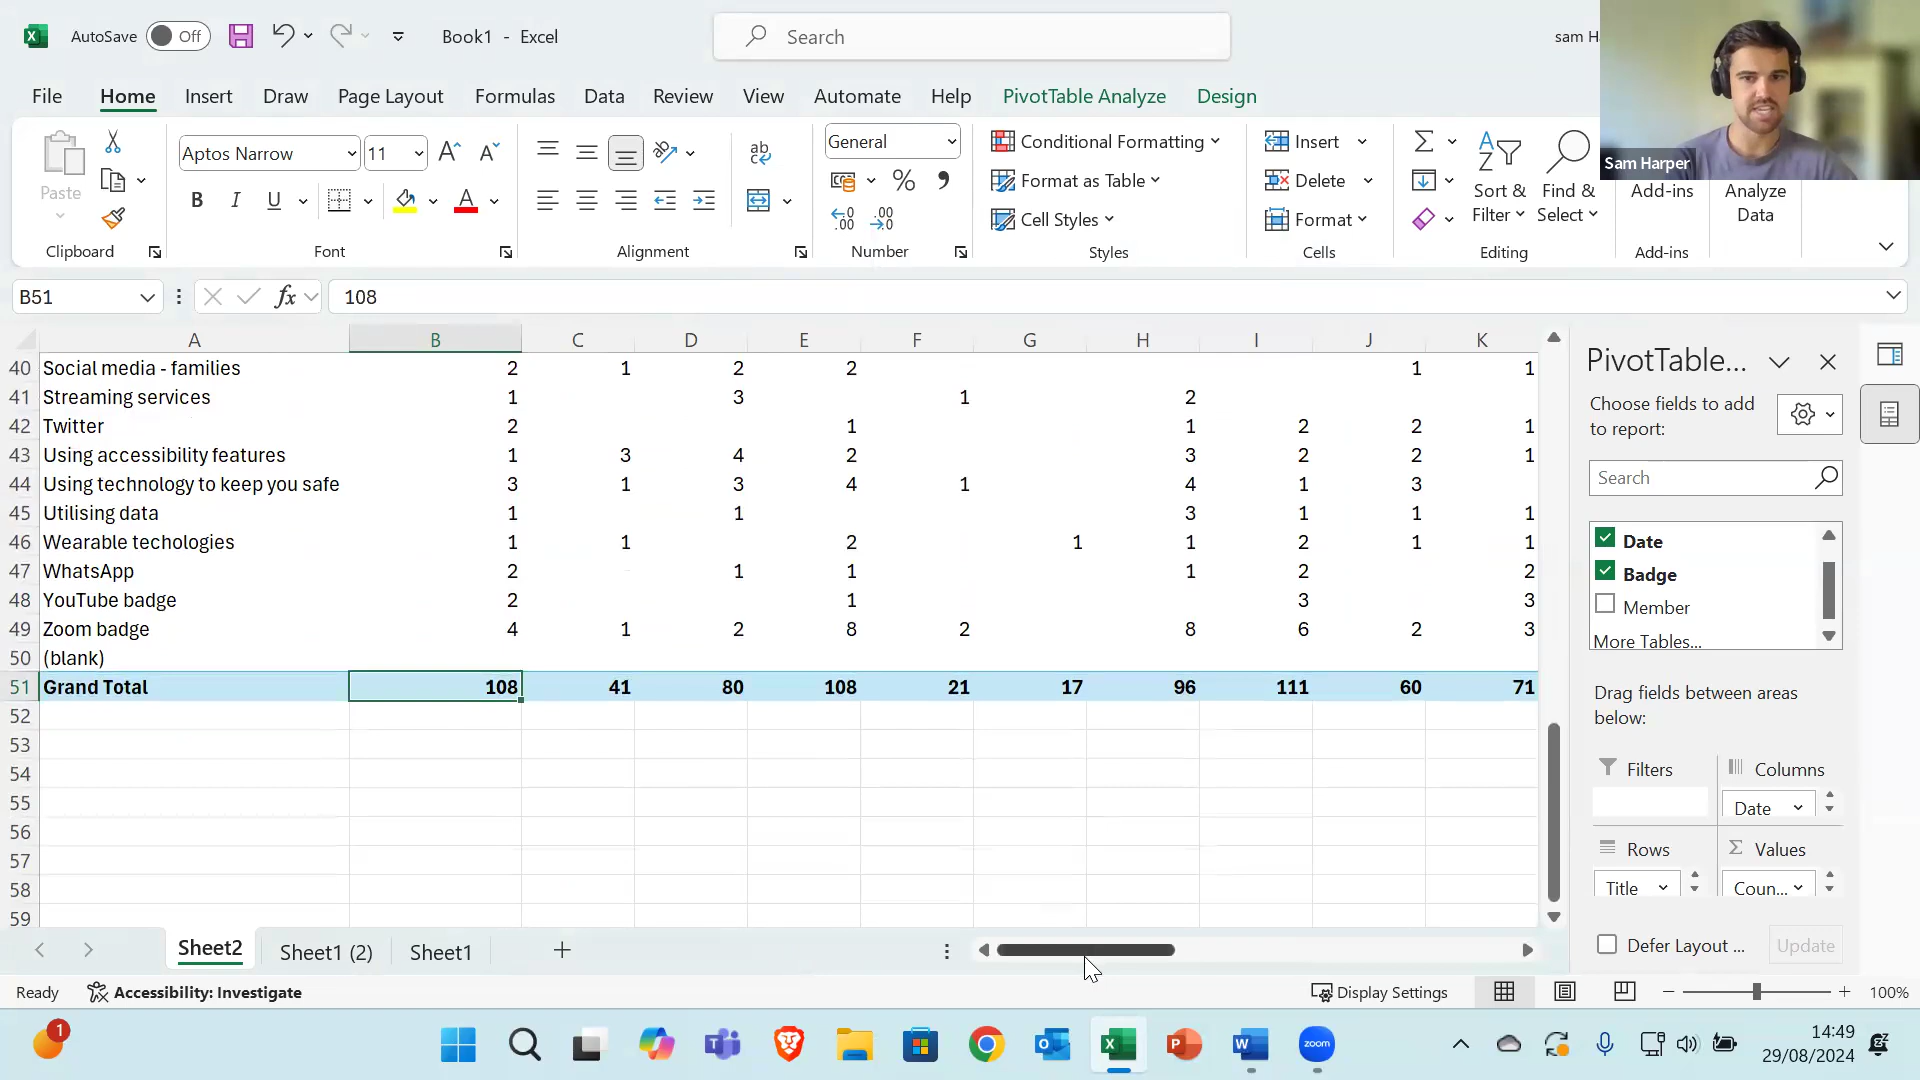 AutoSave Off Book1 - Excel Search sam Ha
File Home Insert Draw Page Layout Formulas Data Review View Automate Help PivotTable Analyze Design
Paste Aptos Narrow 11 General Conditional Formatting Insert Sam Harper
B I U A ab % Format as Table Delete Sort & Filter Find & Select Add-ins Analyze Data
.00 .00 Cell Styles Format
Clipboard Font Alignment Number Styles Cells Editing Add-ins
B51 fx 108
A B C D E F G H I J K
40 Social media - families 2 1 2 2 1 1
41 Streaming services 1 3 1 2
42 Twitter 2 1 1 2 2 1
43 Using accessibility features 1 3 4 2 3 2 2 1
44 Using technology to keep you safe 3 1 3 4 1 4 1 3
45 Utilising data 1 1 3 1 1 1
46 Wearable techologies 1 1 2 1 1 2 1 1
47 WhatsApp 2 1 1 1 2 2
48 YouTube badge 2 1 3 3
49 Zoom badge 4 1 2 8 2 8 6 2 3
50 (blank)
51 Grand Total 108 41 80 108 21 17 96 111 60 71
52
53
54
55
56
57
58
59
PivotTable...
Choose fields to add
to report:
Search
Date
Badge
Member
More Tables...
Drag fields between areas
below:
Filters Columns
Date
Rows Values
Title Coun...
Defer Layout ... Update
Sheet2 Sheet1 (2) Sheet1
Ready Accessibility: Investigate Display Settings 100%
1 zoom 14:49
29/08/2024